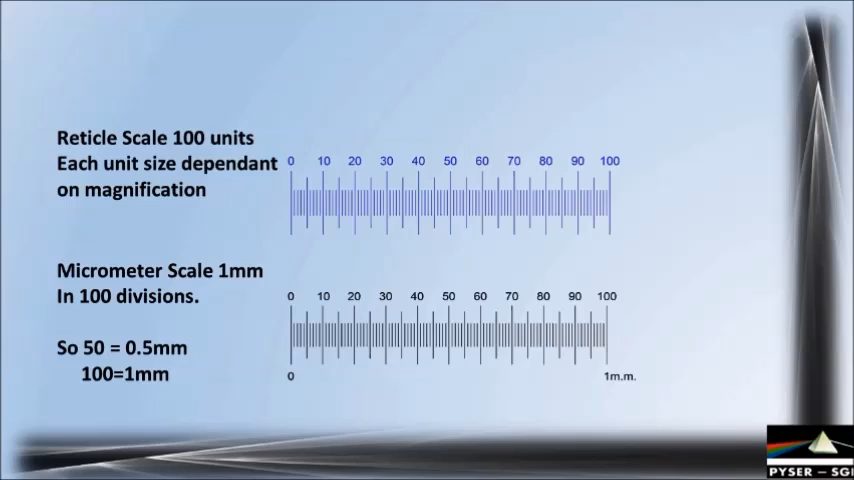 Reticle Scale 100 units
Each unit size dependant
on magnification
0 10 20 30 40 50 60 70 80 90 100
Micrometer Scale 1mm
In 100 divisions.
0 10 20 30 40 50 60 70 80 90 100
So 50 = 0.5mm
100=1mm
0 1m.m.
PYSER – SGI